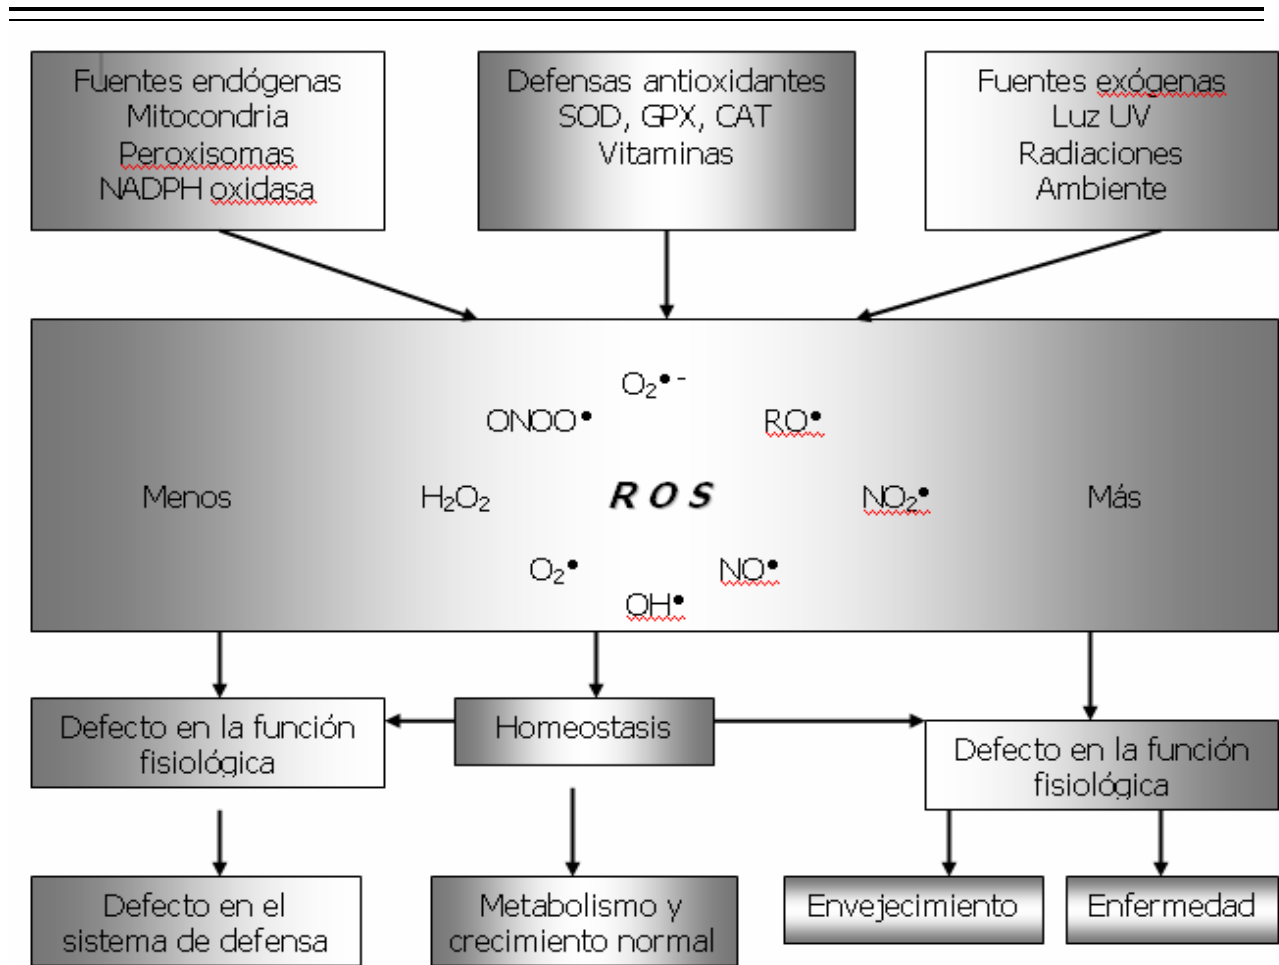 Fuentes endógenas
Mitocondria
Peroxisomas
NADPH oxidasa
Defensas antioxidantes
SOD, GPX, CAT
Vitaminas
Fuentes exógenas
Luz UV
Radiaciones
Ambiente
O₂•⁻
ONOO•
RO•
Menos
H₂O₂
R O S
NO₂•
Más
O₂•
NO•
OH•
Defecto en la función
fisiológica
Homeostasis
Defecto en la función
fisiológica
Defecto en el
sistema de defensa
Metabolismo y
crecimiento normal
Envejecimiento
Enfermedad